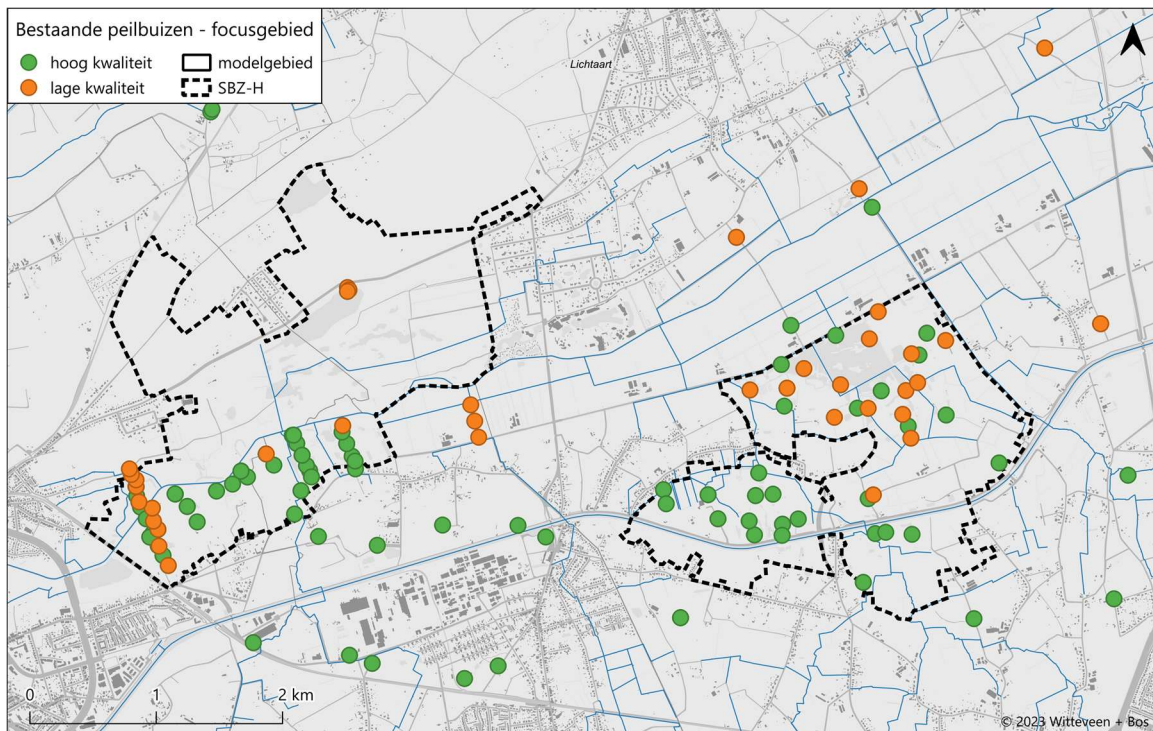 Bestaande peilbuizen - focusgebied
hoog kwaliteit
modelgebied
lage kwaliteit
SBZ-H
Lichtaart
0 1 2 km
© 2023 Witteveen + Bos